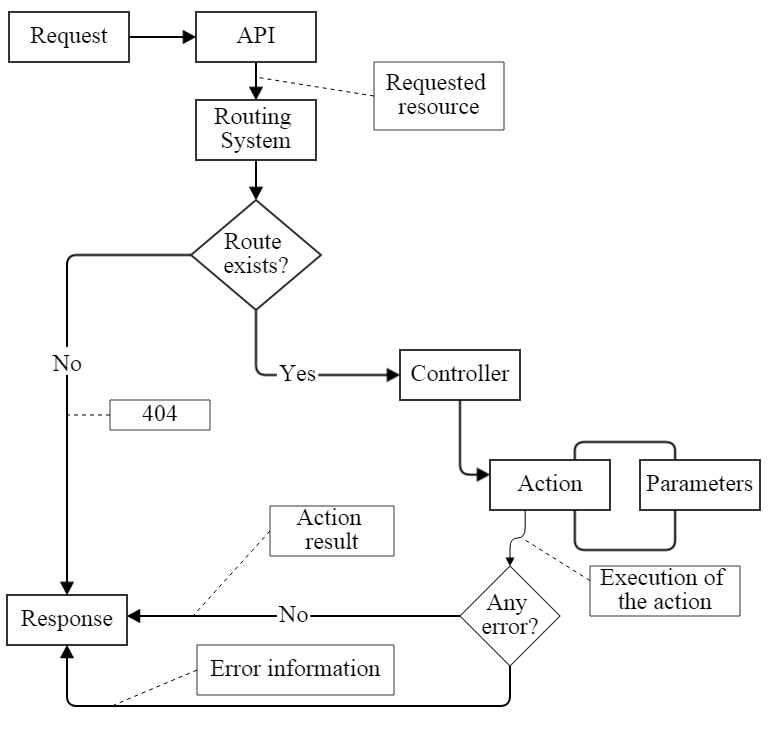 Request
API
Requested
resource
Routing
System
Route
exists?
No
Yes
Controller
404
Action
Parameters
Action
result
Execution of
the action
Any
error?
No
Response
Error information